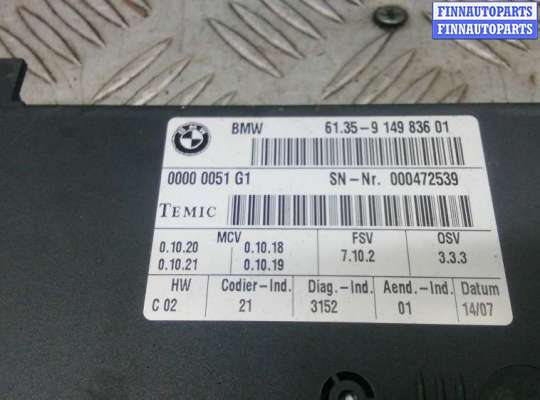 FINNAUTOPARTS
FINNAUTOPARTS
BMW
BMW 61.35-9 149 836 01
0000 0051 G1 SN-Nr. 000472539
TEMIC
MCV FSV OSV
0.10.20 0.10.18 7.10.2 3.3.3
0.10.21 0.10.19
HW Codier-Ind. Diag.-Ind. Aend.-Ind. Datum
C 02 21 3152 01 14/07